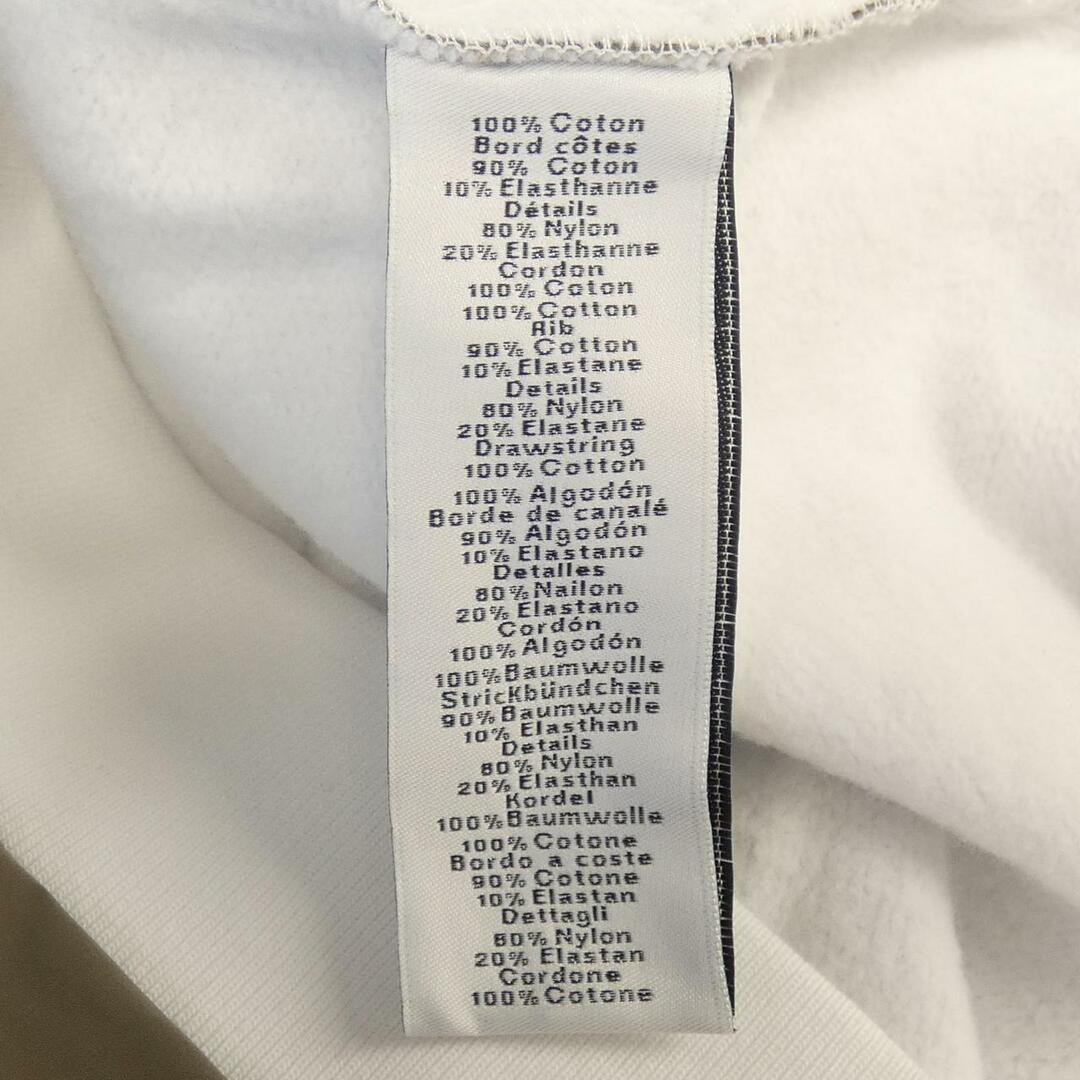 100% Coton
Bord côtes
90% Coton
10% Elasthanne
Détails
80% Nylon
20% Elasthanne
Cordon
100% Coton
100% Cotton
Rib
90% Cotton
10% Elastane
Details
80% Nylon
20% Elastane
Drawstring
100% Cotton
100% Algodón
Borde de canalé
90% Algodón
10% Elastano
Detalles
80% Nailon
20% Elastano
Cordón
100% Algodón
100% Baumwolle
StricKbündchen
90% Baumwolle
10% Elasthan
Details
80% Nylon
20% Elasthan
Kordel
100% Baumwolle
100% Cotone
Bordo a coste
90% Cotone
10% Elastan
Dettagli
80% Nylon
20% Elastan
Cordone
100% Cotone